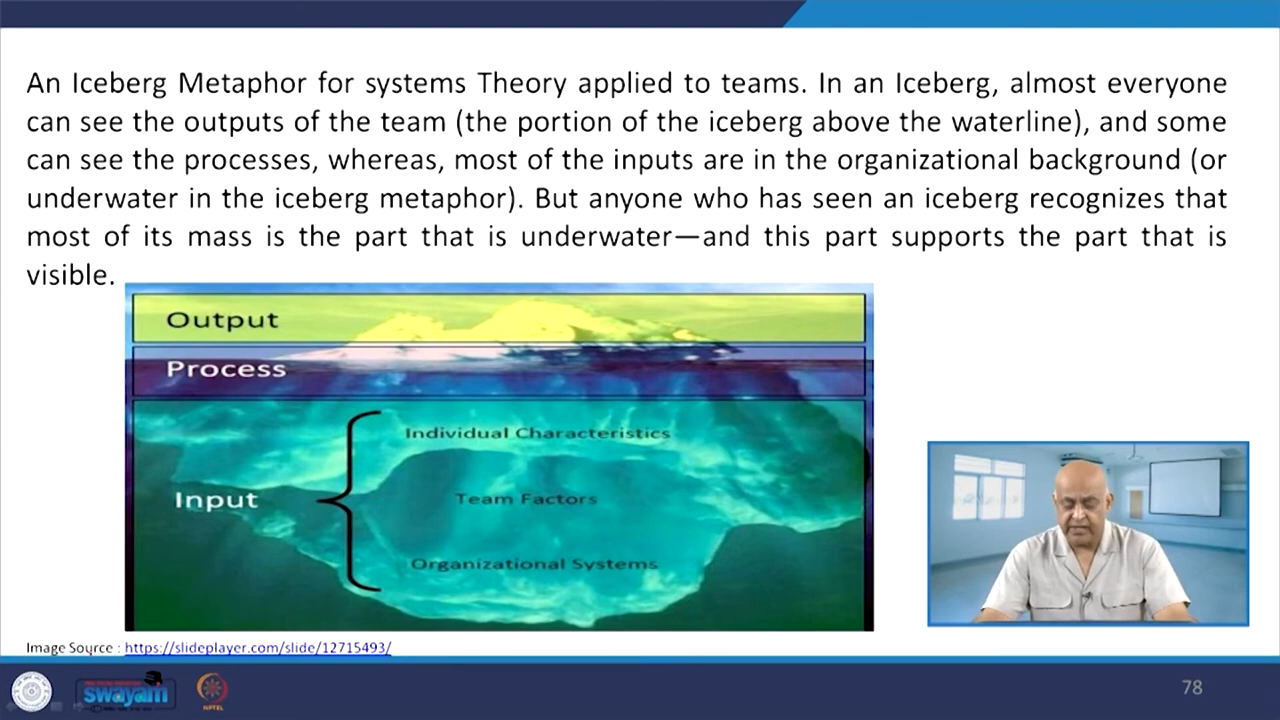 An Iceberg Metaphor for systems Theory applied to teams. In an Iceberg, almost everyone
can see the outputs of the team (the portion of the iceberg above the waterline), and some
can see the processes, whereas, most of the inputs are in the organizational background (or
underwater in the iceberg metaphor). But anyone who has seen an iceberg recognizes that
most of its mass is the part that is underwater—and this part supports the part that is
visible.
Output
Process
Individual Characteristics
Input
Team Factors
Organizational Systems
Image Source : https://slideplayer.com/slide/12715493/
swayam
NPTEL
78